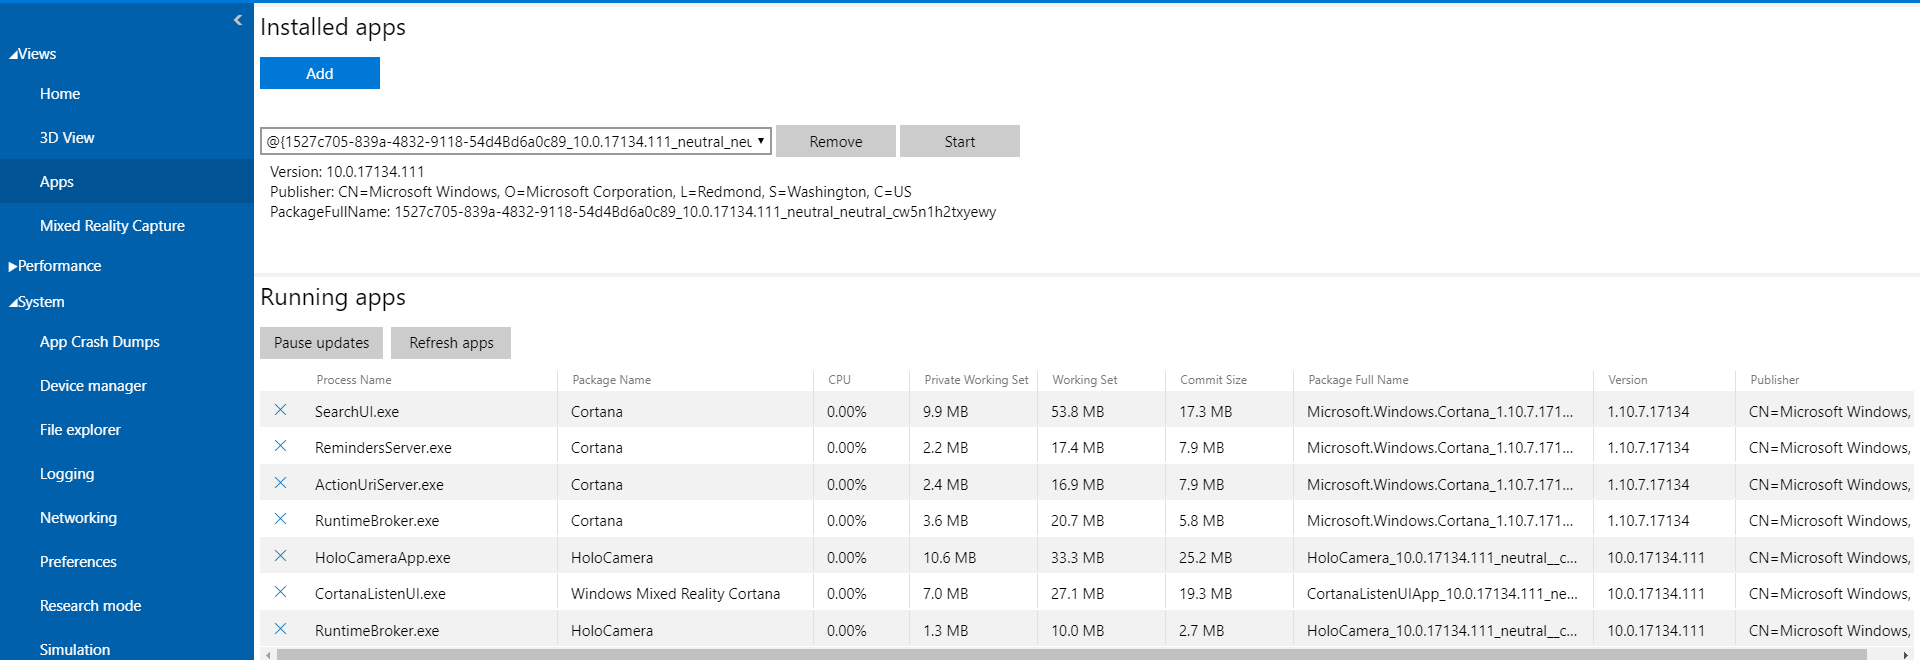 Views
Home
3D View
Apps
Mixed Reality Capture
Performance
System
App Crash Dumps
Device manager
File explorer
Logging
Networking
Preferences
Research mode
Simulation
Installed apps
Add
@{1527c705-839a-4832-9118-54d4Bd6a0c89_10.0.17134.111_neutral_neu
Remove
Start
Version: 10.0.17134.111
Publisher: CN=Microsoft Windows, O=Microsoft Corporation, L=Redmond, S=Washington, C=US
PackageFullName: 1527c705-839a-4832-9118-54d4Bd6a0c89_10.0.17134.111_neutral_neutral_cw5n1h2txyewy
Running apps
Pause updates Refresh apps
Process Name Package Name CPU Private Working Set Working Set Commit Size Package Full Name Version Publisher
SearchUI.exe Cortana 0.00% 9.9 MB 53.8 MB 17.3 MB Microsoft.Windows.Cortana_1.10.7.171... 1.10.7.17134 CN=Microsoft Windows,
RemindersServer.exe Cortana 0.00% 2.2 MB 17.4 MB 7.9 MB Microsoft.Windows.Cortana_1.10.7.171... 1.10.7.17134 CN=Microsoft Windows,
ActionUriServer.exe Cortana 0.00% 2.4 MB 16.9 MB 7.9 MB Microsoft.Windows.Cortana_1.10.7.171... 1.10.7.17134 CN=Microsoft Windows,
RuntimeBroker.exe Cortana 0.00% 3.6 MB 20.7 MB 5.8 MB Microsoft.Windows.Cortana_1.10.7.171... 1.10.7.17134 CN=Microsoft Windows,
HoloCameraApp.exe HoloCamera 0.00% 10.6 MB 33.3 MB 25.2 MB HoloCamera_10.0.17134.111_neutral__c... 10.0.17134.111 CN=Microsoft Windows,
CortanaListenUI.exe Windows Mixed Reality Cortana 0.00% 7.0 MB 27.1 MB 19.3 MB CortanaListenUIApp_10.0.17134.111_ne... 10.0.17134.111 CN=Microsoft Windows,
RuntimeBroker.exe HoloCamera 0.00% 1.3 MB 10.0 MB 2.7 MB HoloCamera_10.0.17134.111_neutral__c... 10.0.17134.111 CN=Microsoft Windows,